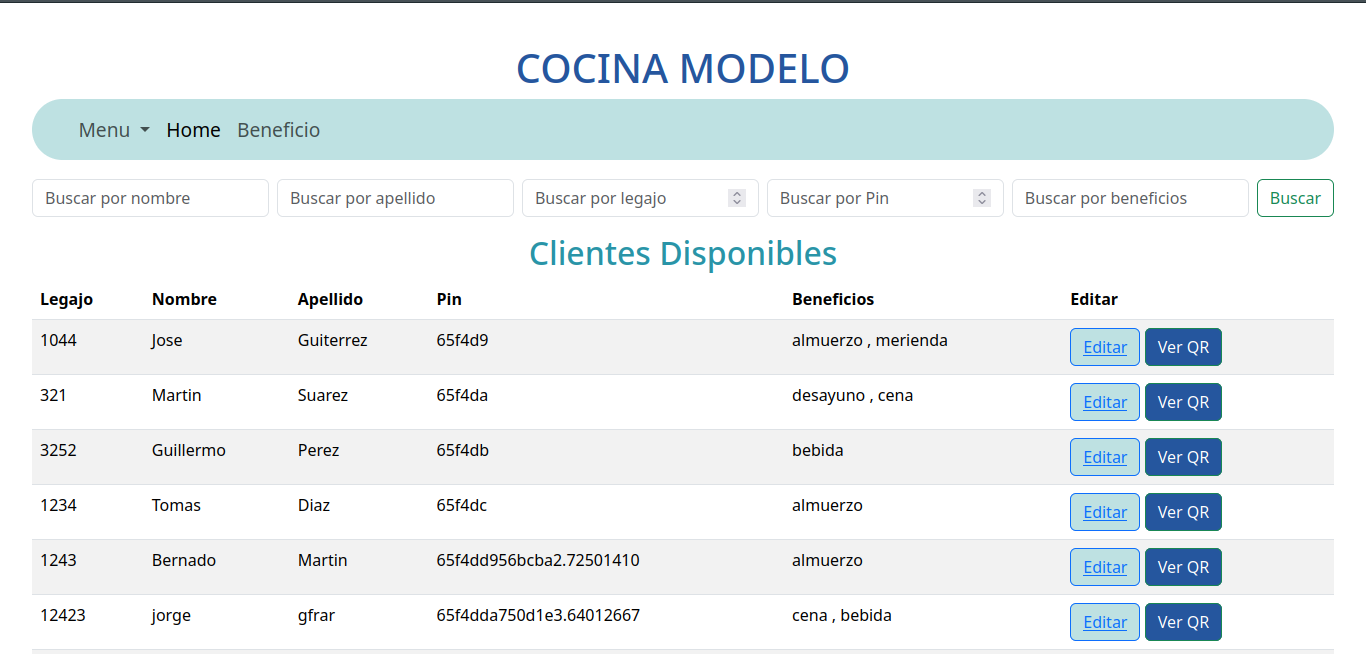 COCINA MODELO
Menu Home Beneficio
Buscar por nombre Buscar por apellido Buscar por legajo Buscar por Pin Buscar por beneficios Buscar
Clientes Disponibles
Legajo Nombre Apellido Pin Beneficios Editar
1044 Jose Guiterrez 65f4d9 almuerzo , merienda Editar Ver QR
321 Martin Suarez 65f4da desayuno , cena Editar Ver QR
3252 Guillermo Perez 65f4db bebida Editar Ver QR
1234 Tomas Diaz 65f4dc almuerzo Editar Ver QR
1243 Bernado Martin 65f4dd956bcba2.72501410 almuerzo Editar Ver QR
12423 jorge gfrar 65f4dda750d1e3.64012667 cena , bebida Editar Ver QR